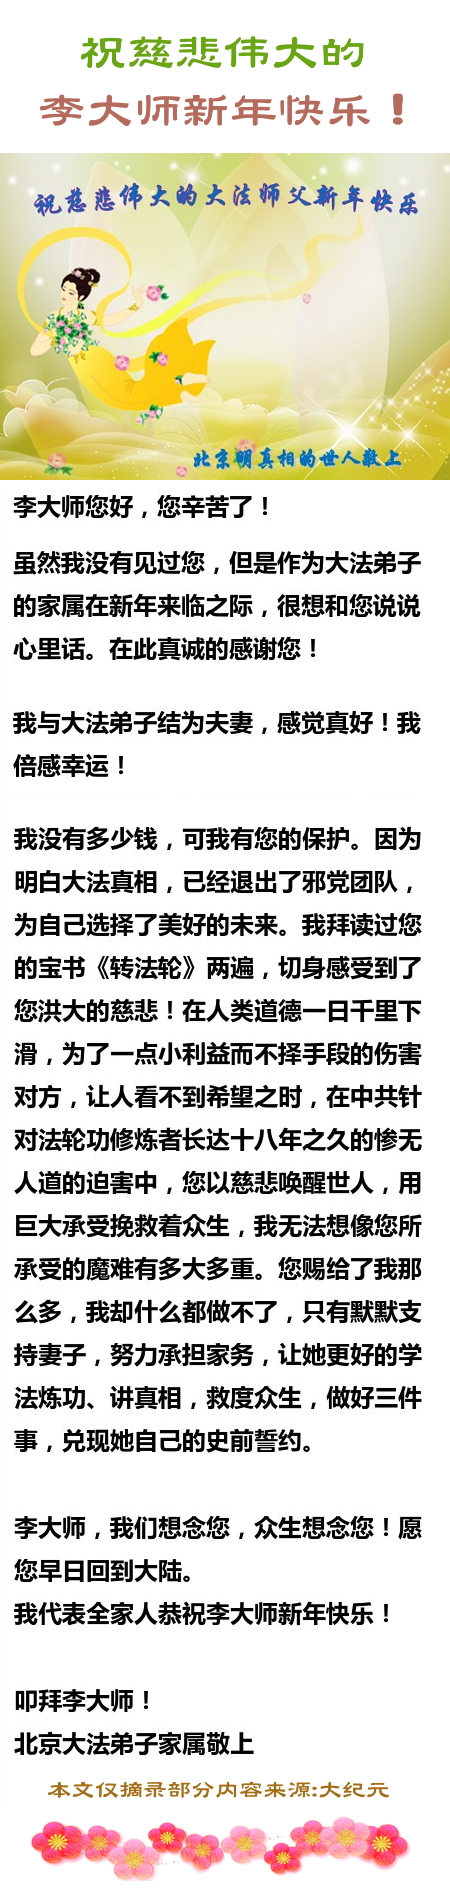 祝慈悲伟大的
李大师新年快乐！
祝慈悲伟大的大法师父新年快乐
北京明真相的世人敬上
李大师您好，您辛苦了！
虽然我没有见过您，但是作为大法弟子
的家属在新年来临之际，很想和您说说
心里话。在此真诚的感谢您！
我与大法弟子结为夫妻，感觉真好！我
倍感幸运！
我没有多少钱，可我有您的保护。因为
明白大法真相，已经退出了邪党团队，
为自己选择了美好的未来。我拜读过您
的宝书《转法轮》两遍，切身感受到了
您洪大的慈悲！在人类道德一日千里下
滑，为了一点小利益而不择手段的伤害
对方，让人看不到希望之时，在中共针
对法轮功修炼者长达十八年之久的惨无
人道的迫害中，您以慈悲唤醒世人，用
巨大承受挽救着众生，我无法想像您所
承受的魔难有多大多重。您赐给了我那
么多，我却什么都做不了，只有默默支
持妻子，努力承担家务，让她更好的学
法炼功、讲真相，救度众生，做好三件
事，兑现她自己的史前誓约。
李大师，我们想念您，众生想念您！愿
您早日回到大陆。
我代表全家人恭祝李大师新年快乐！
叩拜李大师！
北京大法弟子家属敬上
本文仅摘录部分内容来源:大纪元